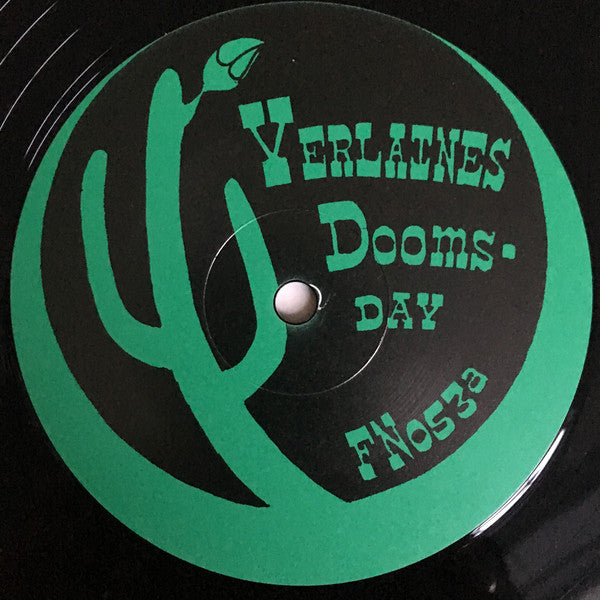 VERLAINES
DOOMS-
DAY
FN053a